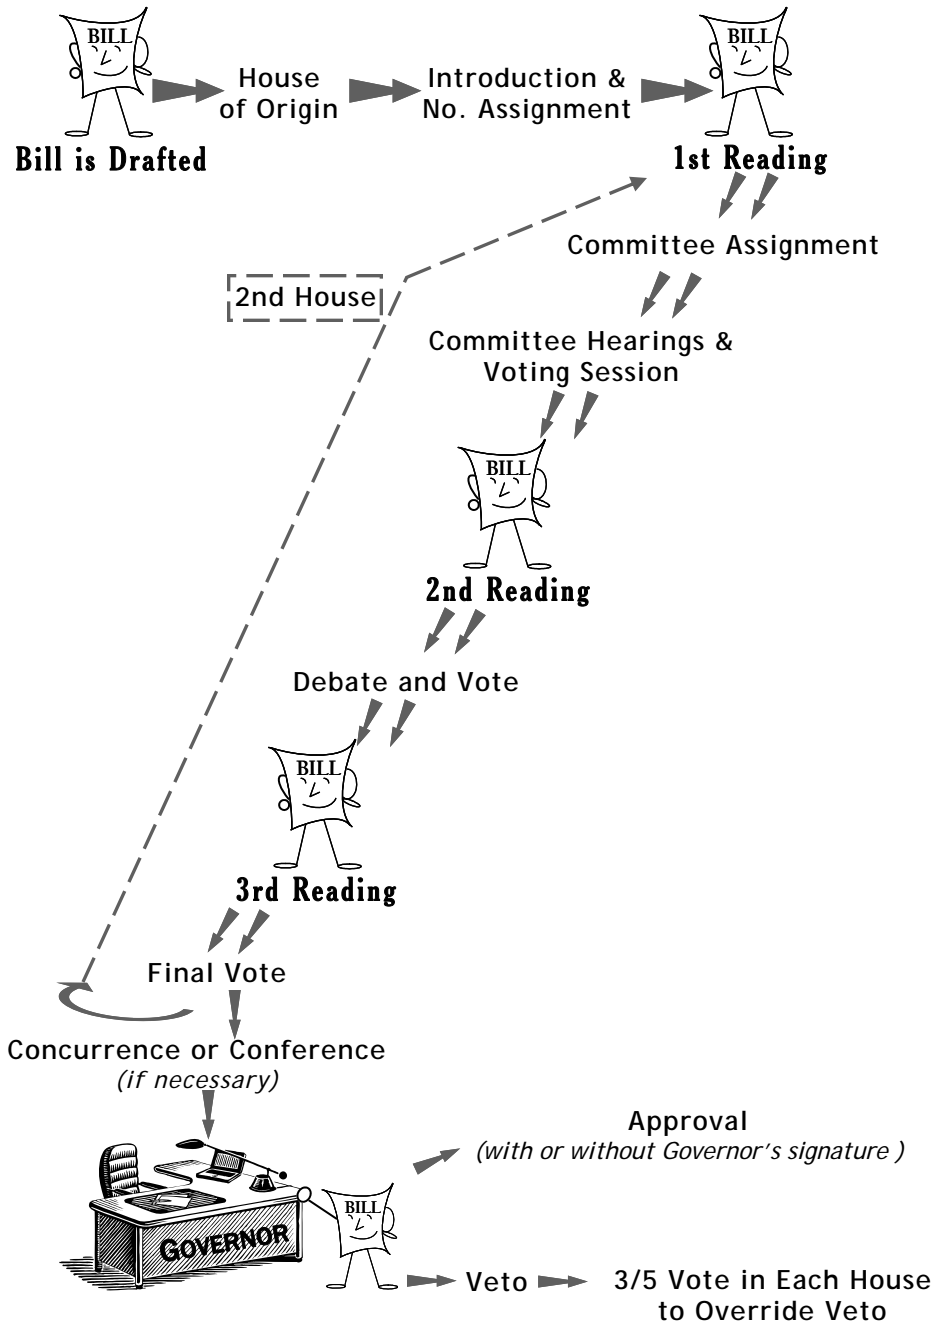 BILL
BILL
House
of Origin
Introduction &
No. Assignment
Bill is Drafted
1st Reading
Committee Assignment
2nd House
Committee Hearings &
Voting Session
BILL
2nd Reading
Debate and Vote
BILL
3rd Reading
Final Vote
Concurrence or Conference
(if necessary)
Approval
(with or without Governor's signature )
BILL
GOVERNOR
Veto
3/5 Vote in Each House
to Override Veto